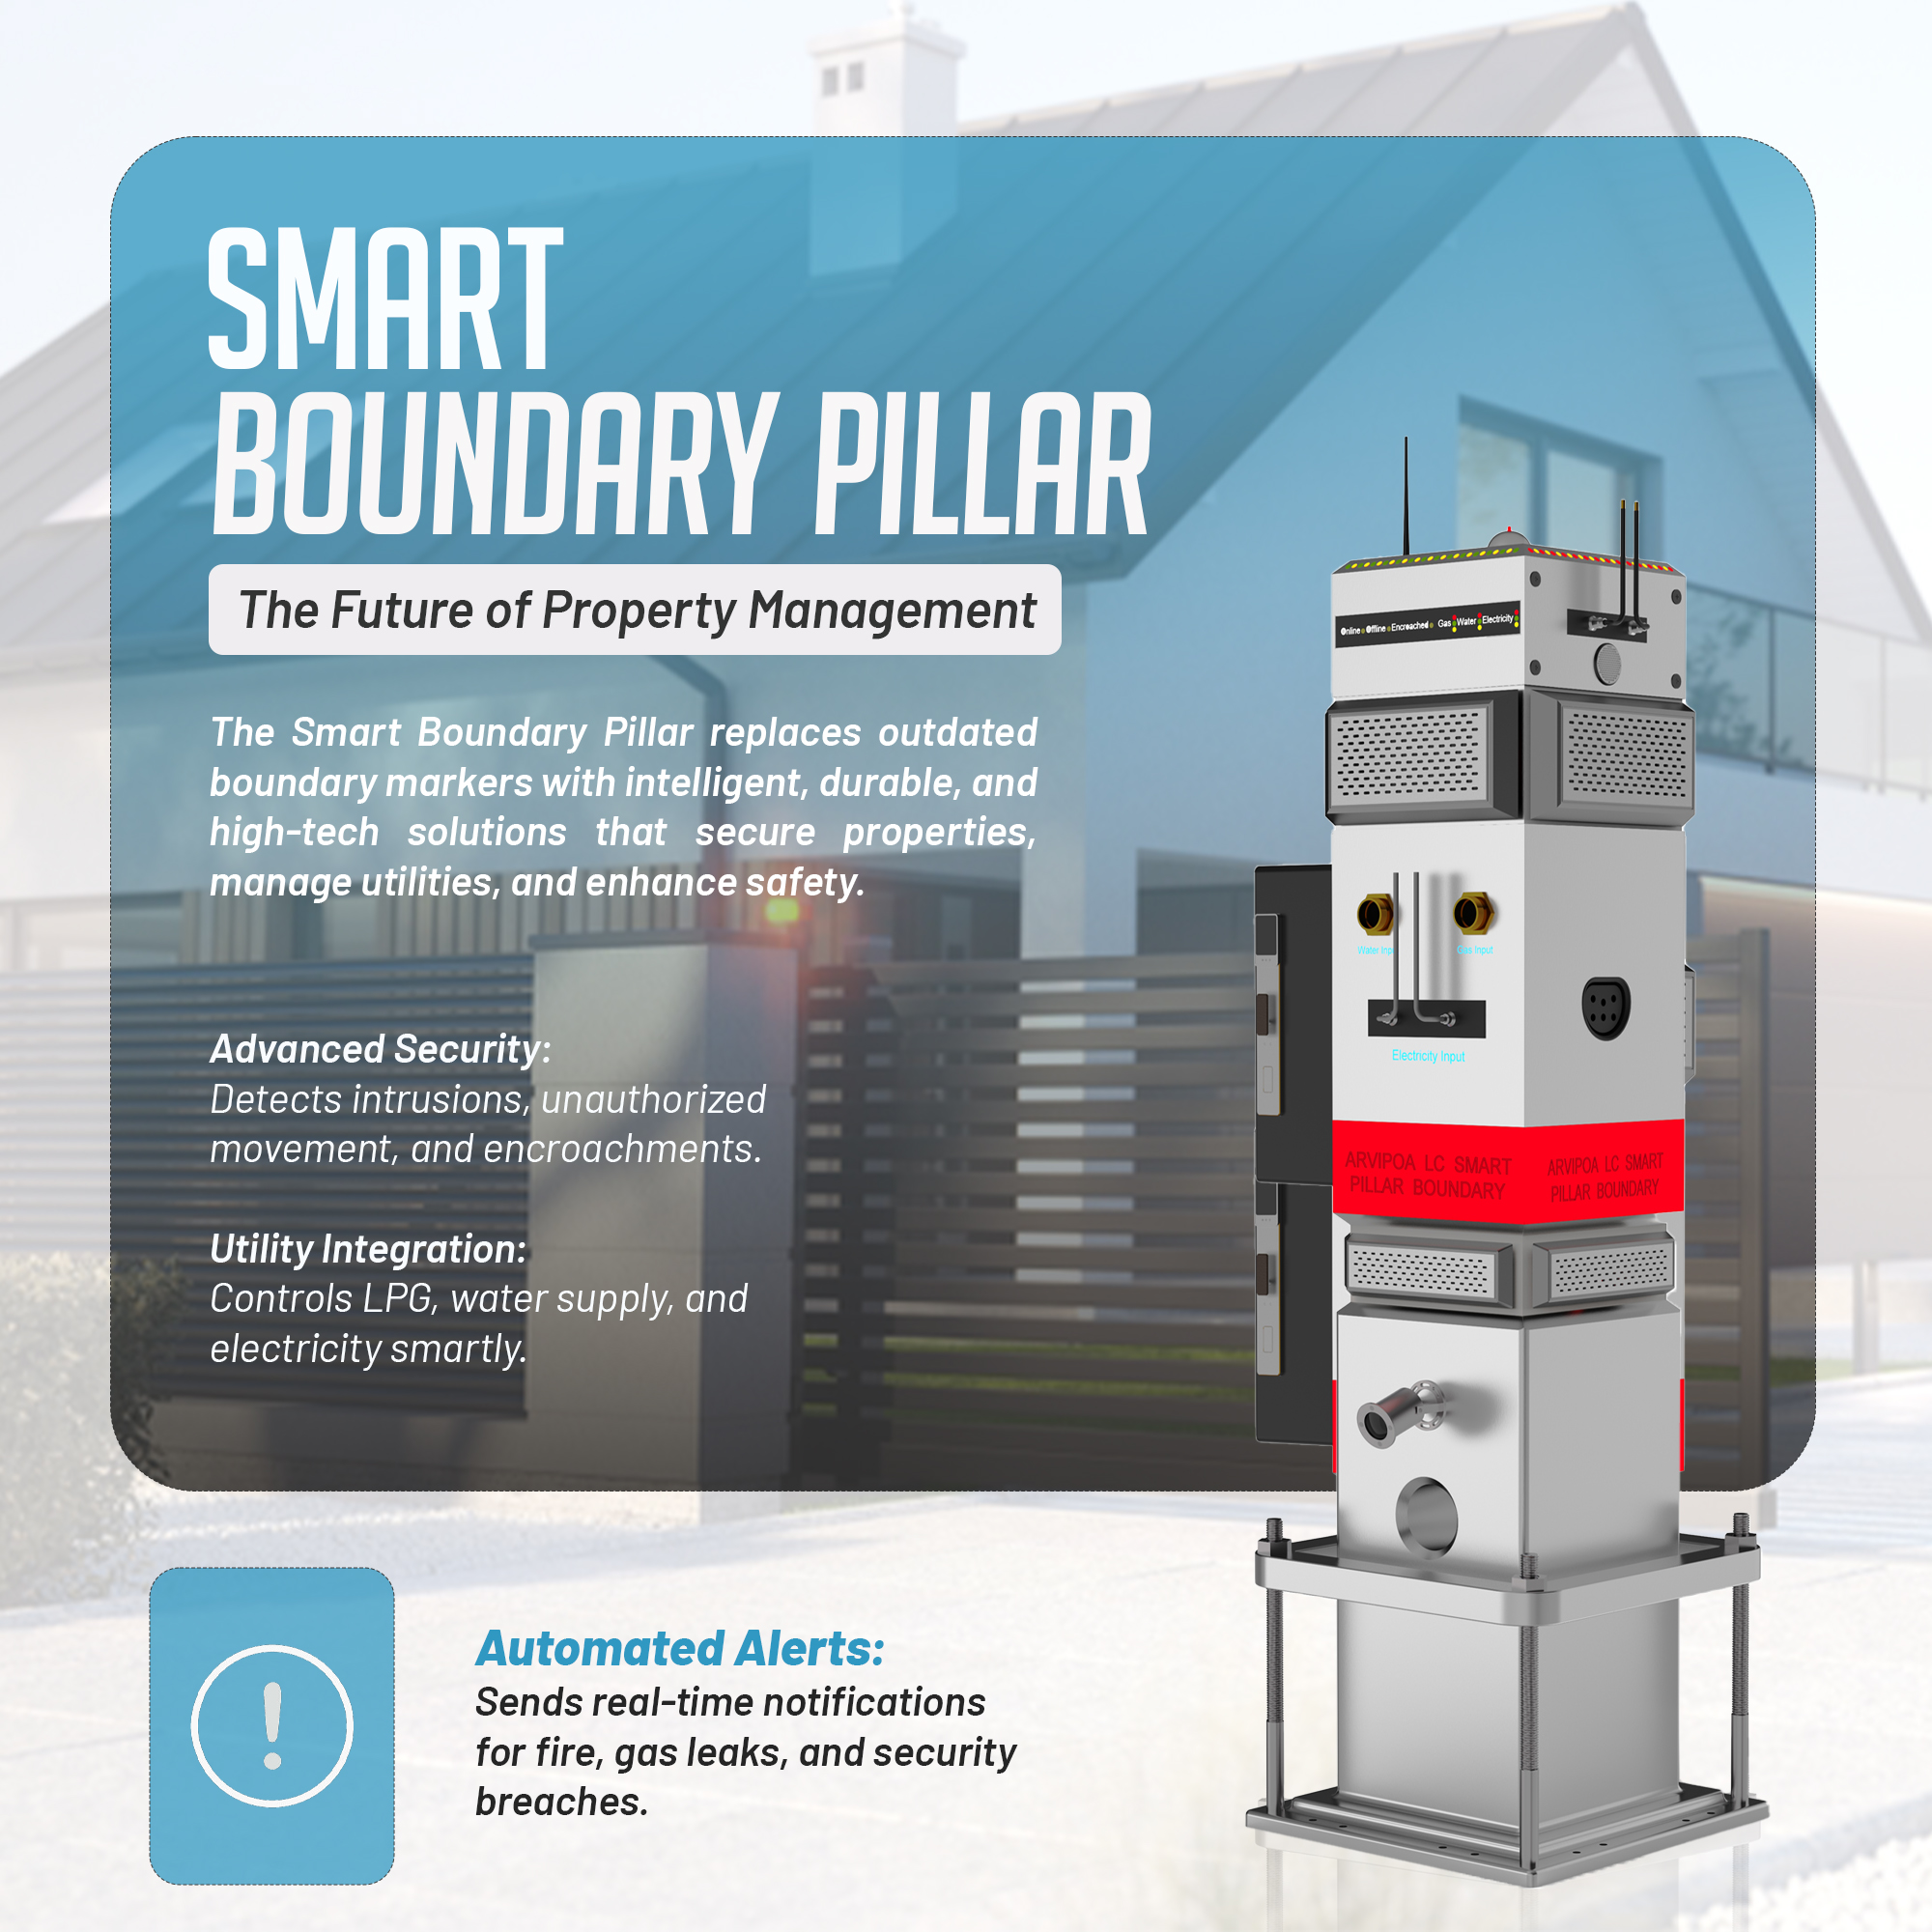 SMART
BOUNDARY PILLAR
The Future of Property Management
The Smart Boundary Pillar replaces outdated
boundary markers with intelligent, durable, and
high-tech solutions that secure properties,
manage utilities, and enhance safety.
Advanced Security:
Detects intrusions, unauthorized
movement, and encroachments.
Utility Integration:
Controls LPG, water supply, and
electricity smartly.
Automated Alerts:
Sends real-time notifications
for fire, gas leaks, and security
breaches.
Online Offline Encroached Gas Water Electricity
Water Inp
Gas Input
Electricity Input
ARVIPOA LC SMART
PILLAR BOUNDARY
ARVIPOA LC SMART
PILLAR BOUNDARY